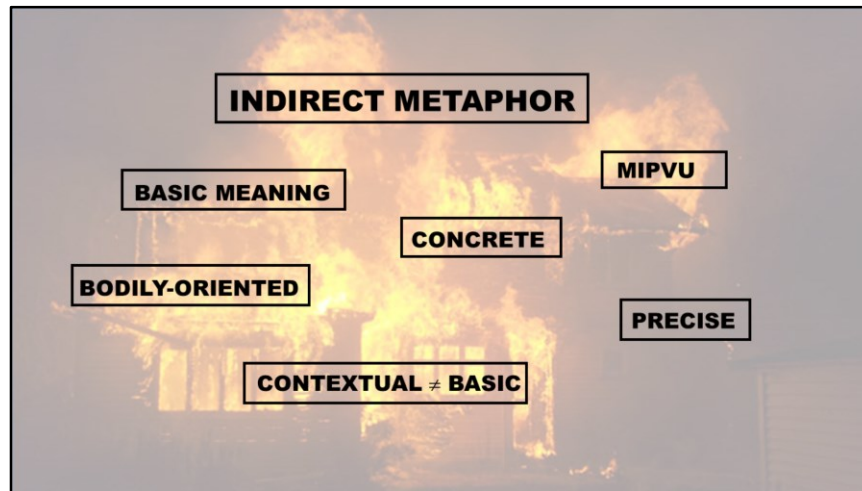 INDIRECT METAPHOR
MIPVU
BASIC MEANING
CONCRETE
BODILY-ORIENTED
PRECISE
CONTEXTUAL ≠ BASIC